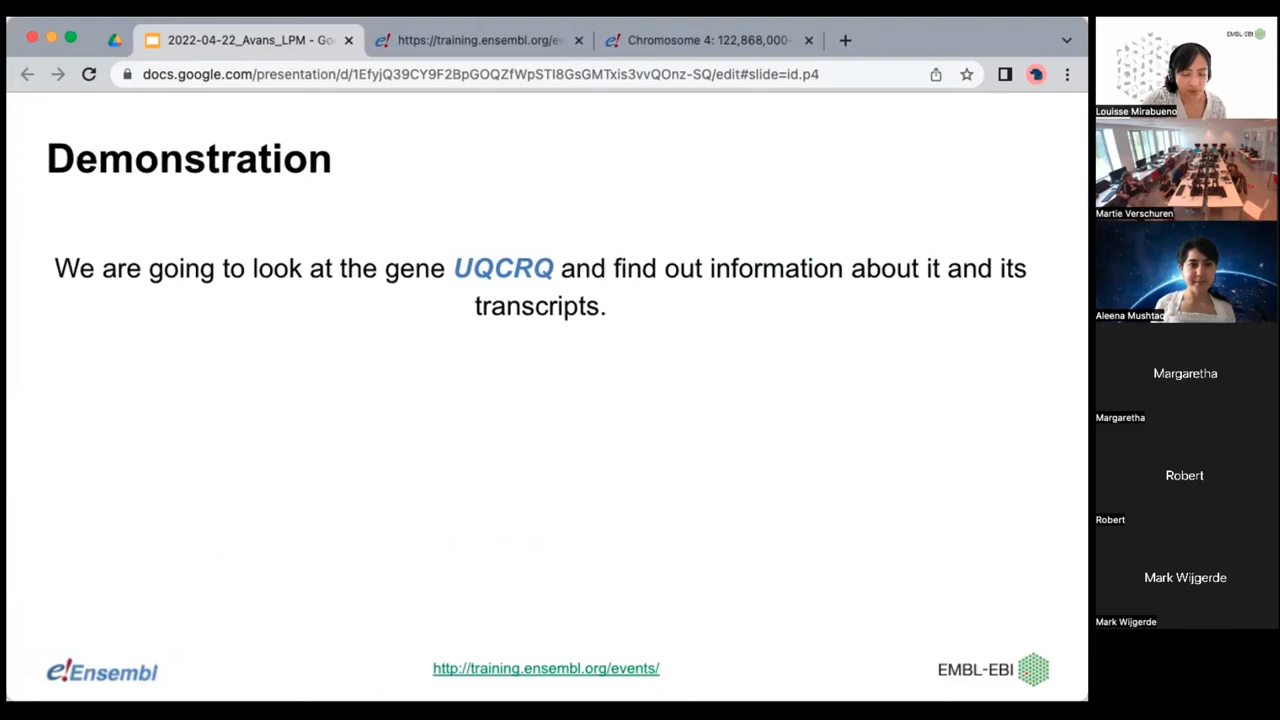 2022-04-22_Avans_LPM - Go
https://training.ensembl.org/ev
Chromosome 4: 122,868,000-
docs.google.com/presentation/d/1EfyjQ39CY9F2BpGOQZfWpSTI8GsGMTxis3vvQOnz-SQ/edit#slide=id.p4
Demonstration
We are going to look at the gene UQCRQ and find out information about it and its
transcripts.
e!Ensembl
http://training.ensembl.org/events/
EMBL-EBI
EMBL-EBI
Louisse Mirabueno
Martie Verschuren
Aleena Mushtaq
Margaretha
Margaretha
Robert
Robert
Mark Wijgerde
Mark Wijgerde